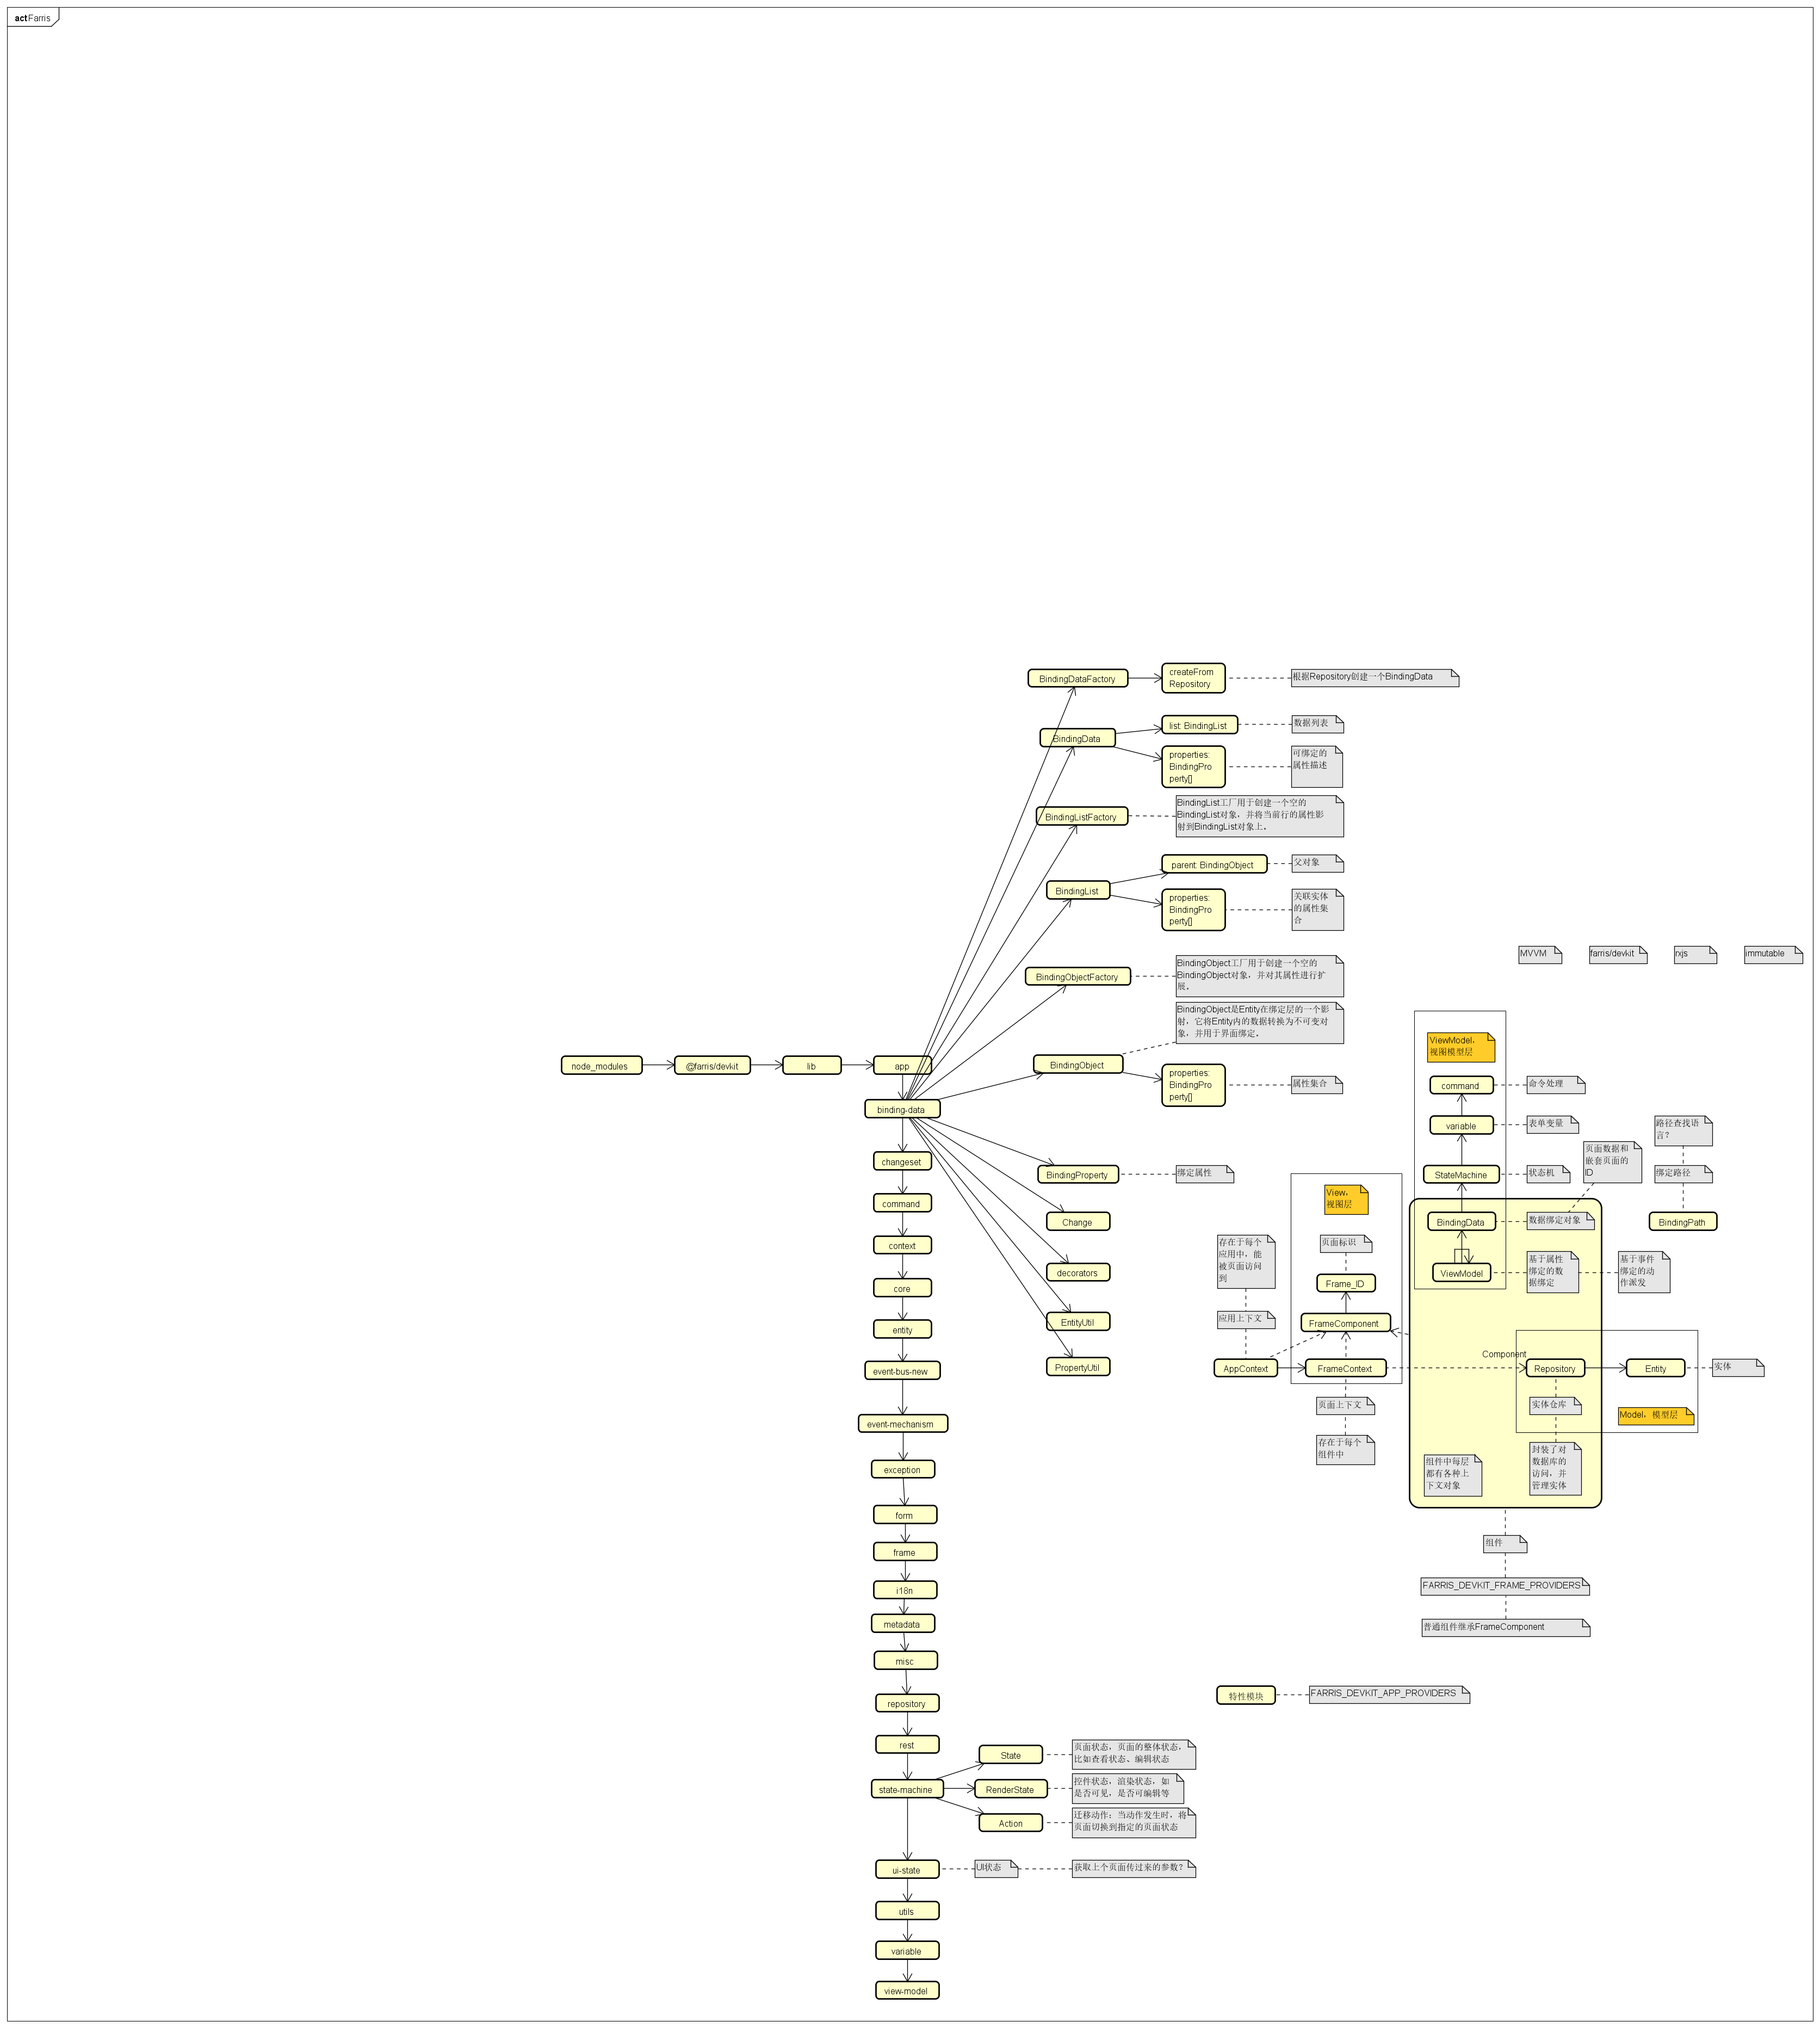 act Farris
BindingDataFactory
createFrom
Repository
根据Repository创建一个BindingData
BindingData
list: BindingList
数据列表
properties:
BindingPro
perty[]
可绑定的
属性描述
BindingListFactory
BindingList工厂用于创建一个空的
BindingList对象，并将当前行的属性影
射到BindingList对象上。
BindingList
parent: BindingObject
父对象
properties:
BindingPro
perty[]
关联实体
的属性集
合
BindingObjectFactory
BindingObject工厂用于创建一个空的
BindingObject对象，并对其属性进行扩
展。
BindingObject是Entity在绑定层的一个影
射，它将Entity内的数据转换为不可变对
象，并用于界面绑定。
BindingObject
properties:
BindingPro
perty[]
属性集合
node_modules
@farris/devkit
lib
app
binding-data
BindingProperty
绑定属性
Change
decorators
EntityUtil
PropertyUtil
changeset
command
context
core
entity
event-bus-new
event-mechanism
exception
form
frame
i18n
metadata
misc
repository
rest
state-machine
State
页面状态，页面的整体状态，
比如查看状态、编辑状态
RenderState
控件状态，渲染状态，如
是否可见，是否可编辑等
Action
迁移动作：当动作发生时，将
页面切换到指定的页面状态
ui-state
UI状态
获取上个页面传过来的参数？
utils
variable
view-model
MVVM
farris/devkit
rxjs
immutable
ViewModel，
视图模型层
command
命令处理
variable
表单变量
StateMachine
状态机
页面数据和
嵌套页面的
ID
BindingData
数据绑定对象
ViewModel
基于属性
绑定的数
据绑定
基于事件
绑定的动
作派发
路径查找语
言？
绑定路径
BindingPath
View，
视图层
页面标识
Frame_ID
FrameComponent
FrameContext
页面上下文
存在于每个
组件中
存在于每个
应用中，能
被页面访问
到
应用上下文
AppContext
Component
Repository
Entity
实体
实体仓库
Model，模型层
封装了对
数据库的
访问，并
管理实体
组件中每层
都有各种上
下文对象
组件
FARRIS_DEVKIT_FRAME_PROVIDERS
普通组件继承FrameComponent
特性模块
FARRIS_DEVKIT_APP_PROVIDERS